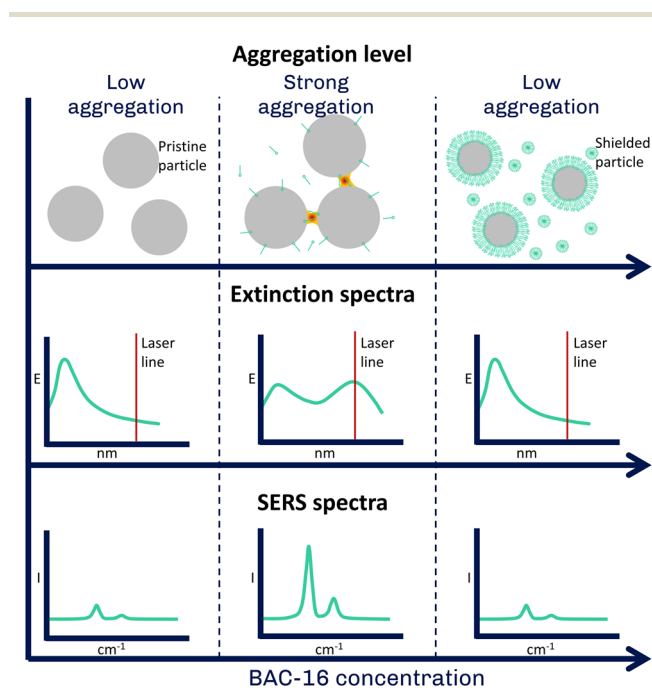 Aggregation level
Low
aggregation
Strong
aggregation
Low
aggregation
Pristine
particle
Shielded
particle
Extinction spectra
E
Laser
line
nm
E
Laser
line
nm
E
Laser
line
nm
SERS spectra
I
cm-1
I
cm-1
I
cm-1
BAC-16 concentration